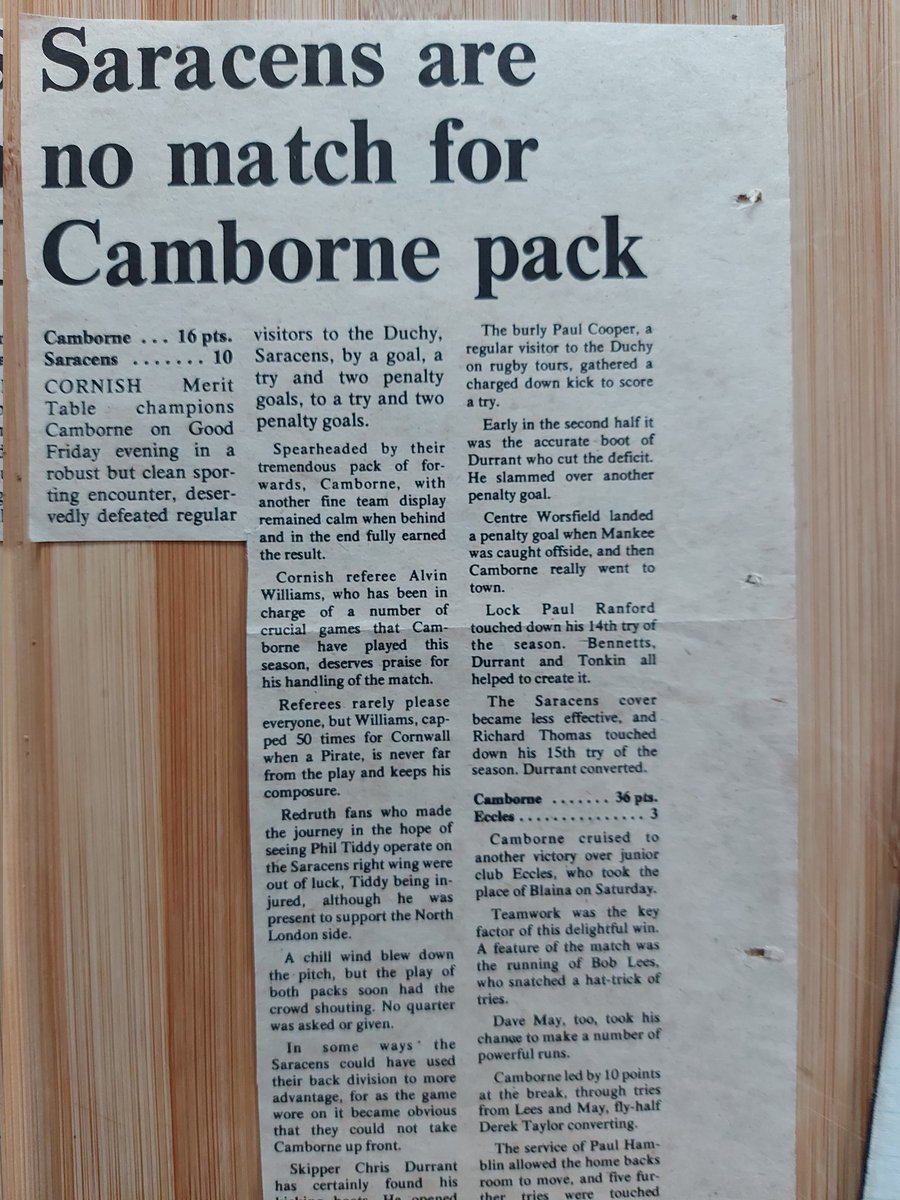 Saracens are
no match for
Camborne pack
Camborne ... 16 pts.
Saracens ....... 10
CORNISH Merit
Table champions
Camborne on Good
Friday evening in a
robust but clean spor-
ting encounter, deser-
vedly defeated regular
visitors to the Duchy,
Saracens, by a goal, a
try and two penalty
goals, to a try and two
penalty goals.
Spearheaded by their
tremendous pack of for-
wards, Camborne, with
another fine team display
remained calm when behind
and in the end fully earned
the result.
Cornish referee Alvin
Williams, who has been in
charge of a number of
crucial games that Cam-
borne have played this
season, deserves praise for
his handling of the match.
Referees rarely please
everyone, but Williams, cap-
ped 50 times for Cornwall
when a Pirate, is never far
from the play and keeps his
composure.
Redruth fans who made
the journey in the hope of
seeing Phil Tiddy operate on
the Saracens right wing were
out of luck, Tiddy being in-
jured, although he was
present to support the North
London side.
A chill wind blew down
the pitch, but the play of
both packs soon had the
crowd shouting. No quarter
was asked or given.
In some ways the
Saracens could have used
their back division to more
advantage, for as the game
wore on it became obvious
that they could not take
Camborne up front.
Skipper Chris Durrant
has certainly found his
The burly Paul Cooper, a
regular visitor to the Duchy
on rugby tours, gathered a
charged down kick to score
a try.
Early in the second half it
was the accurate boot of
Durrant who cut the deficit.
He slammed over another
penalty goal.
Centre Worsfield landed
a penalty goal when Mankee
was caught offside, and then
Camborne really went to
town.
Lock Paul Ranford
touched down his 14th try of
the season. Bennetts,
Durrant and Tonkin all
helped to create it.
The Saracens cover
became less effective, and
Richard Thomas touched
down his 15th try of the
season. Durrant converted.
Camborne ....... 36 pts.
Eccles ............... 3
Camborne cruised to
another victory over junior
club Eccles, who took the
place of Blaina on Saturday.
Teamwork was the key
factor of this delightful win.
A feature of the match was
the running of Bob Lees,
who snatched a hat-trick of
tries.
Dave May, too, took his
chance to make a number of
powerful runs.
Camborne led by 10 points
at the break, through tries
from Lees and May, fly-half
Derek Taylor converting.
The service of Paul Ham-
blin allowed the home backs
room to move, and five fur-
ther tries were touched